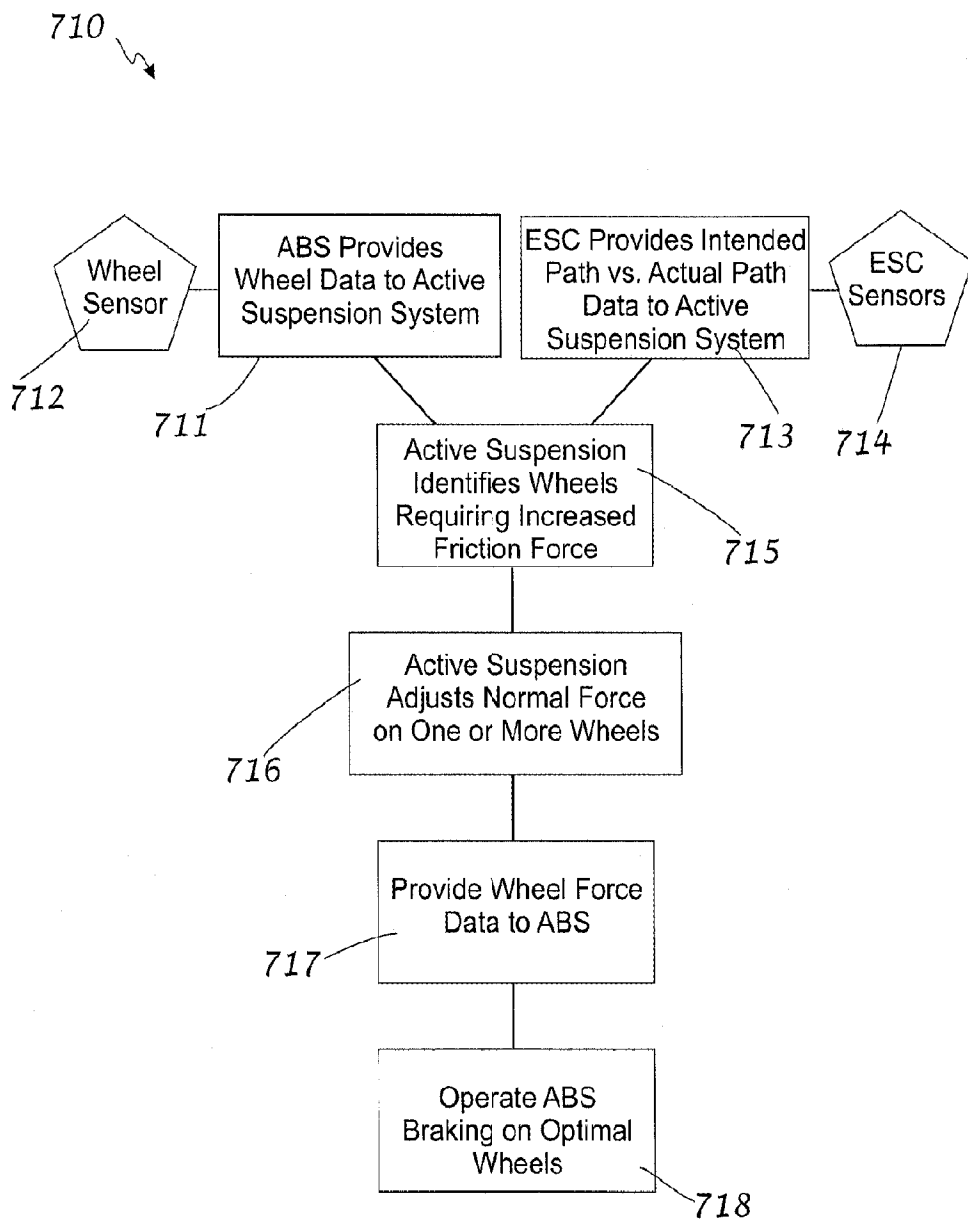 710
Wheel
Sensor
712
ABS Provides
Wheel Data to Active
Suspension System
711
ESC Provides Intended
Path vs. Actual Path
Data to Active
Suspension System
713
ESC
Sensors
714
Active Suspension
Identifies Wheels
Requiring Increased
Friction Force
715
Active Suspension
Adjusts Normal Force
on One or More Wheels
716
Provide Wheel Force
Data to ABS
717
Operate ABS
Braking on Optimal
Wheels
718